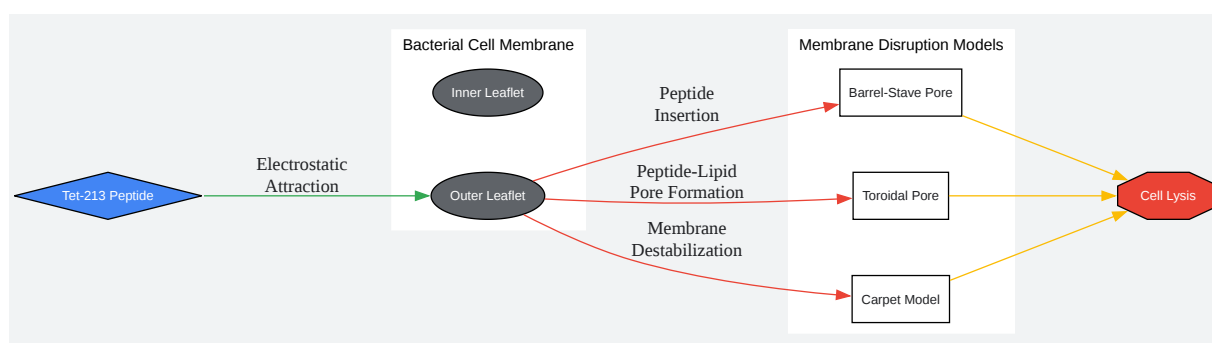 Bacterial Cell Membrane
Membrane Disruption Models
Inner Leaflet
Peptide
Insertion
Barrel-Stave Pore
Electrostatic
Attraction
Tet-213 Peptide
Outer Leaflet
Peptide-Lipid
Pore Formation
Toroidal Pore
Cell Lysis
Membrane
Destabilization
Carpet Model